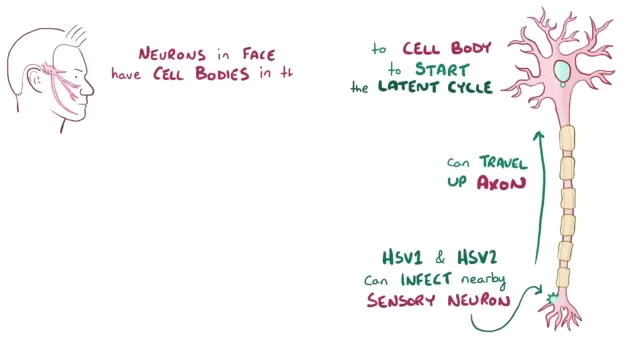 NEURONS in FACE
have CELL BODIES in th
to CELL BODY
to START
the LATENT CYCLE
can TRAVEL
UP AXON
HSV1 & HSV2
can INFECT nearby
SENSORY NEURON